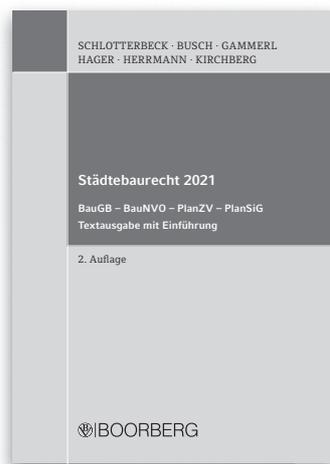 SCHLOTTERBECK · BUSCH · GAMMERL
HAGER · HERRMANN · KIRCHBERG
Städtebaurecht 2021
BauGB – BauNVO – PlanZV – PlanSiG
Textausgabe mit Einführung
2. Auflage
BOORBERG